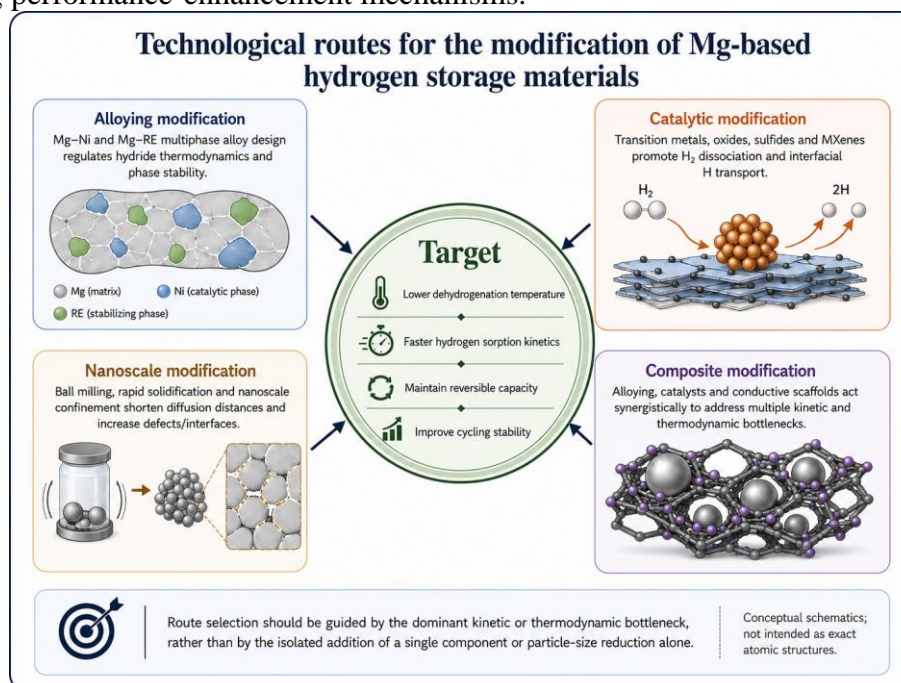 , performance-enhancement mechanisms.
Technological routes for the modification of Mg-based
hydrogen storage materials
Alloying modification
Mg–Ni and Mg–RE multiphase alloy design
regulates hydride thermodynamics and
phase stability.
Mg (matrix)
Ni (catalytic phase)
RE (stabilizing phase)
Catalytic modification
Transition metals, oxides, sulfides and MXenes
promote H₂ dissociation and interfacial
H transport.
H₂
2H
Target
Lower dehydrogenation temperature
Faster hydrogen sorption kinetics
Maintain reversible capacity
Improve cycling stability
Nanoscale modification
Ball milling, rapid solidification and nanoscale
confinement shorten diffusion distances and
increase defects/interfaces.
Composite modification
Alloying, catalysts and conductive scaffolds act
synergistically to address multiple kinetic and
thermodynamic bottlenecks.
Route selection should be guided by the dominant kinetic or thermodynamic bottleneck,
rather than by the isolated addition of a single component or particle-size reduction alone.
Conceptual schematics;
not intended as exact
atomic structures.